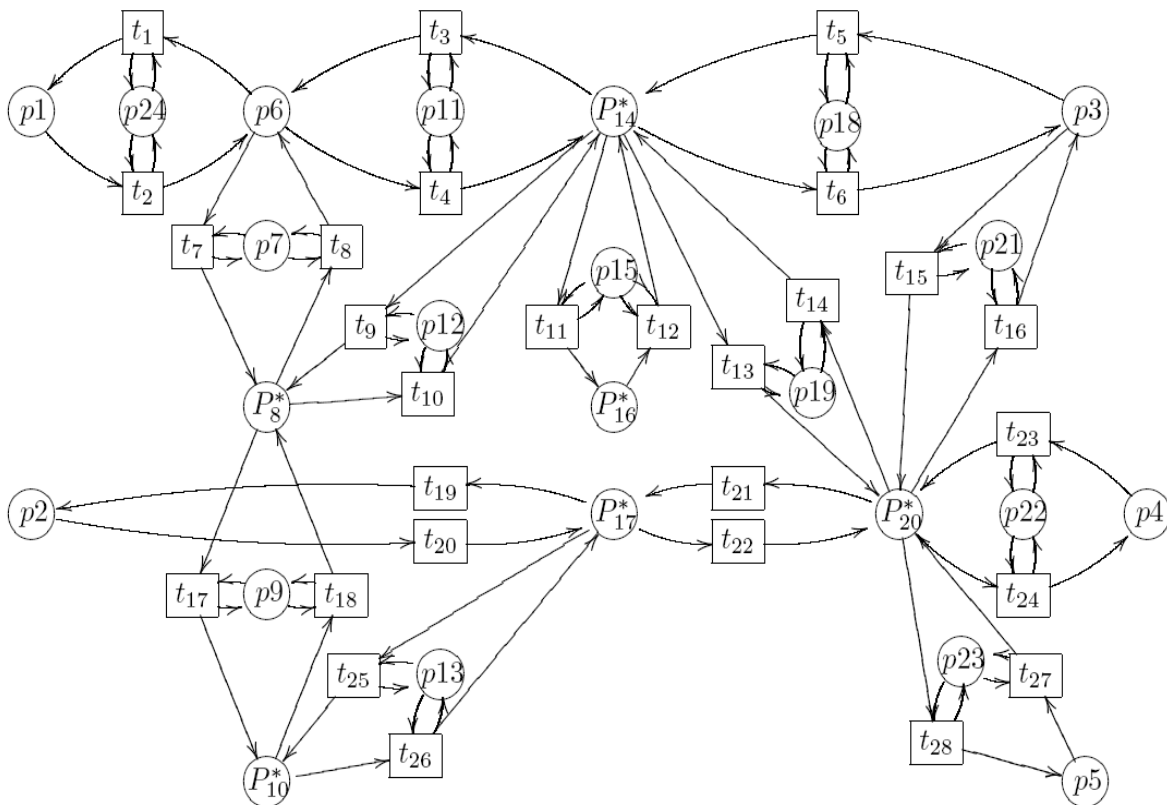 t₁ t₃ t₅
p1 p24 p6 p11 P*₁₄ p18 p3
t₂ t₄ t₆
t₇ p7 t₈ p21
t₁₅
p15
t₁₄
t₉ p12 t₁₁ t₁₂ t₁₆
t₁₃
t₁₀ p19
P*₈ P*₁₆
t₂₃
t₁₉ t₂₁
p2 P*₁₇ P*₂₀ p22 p4
t₂₀ t₂₂
t₁₇ p9 t₁₈ t₂₄
t₂₅ p13 p23 t₂₇
t₂₆ t₂₈
P*₁₀ p5